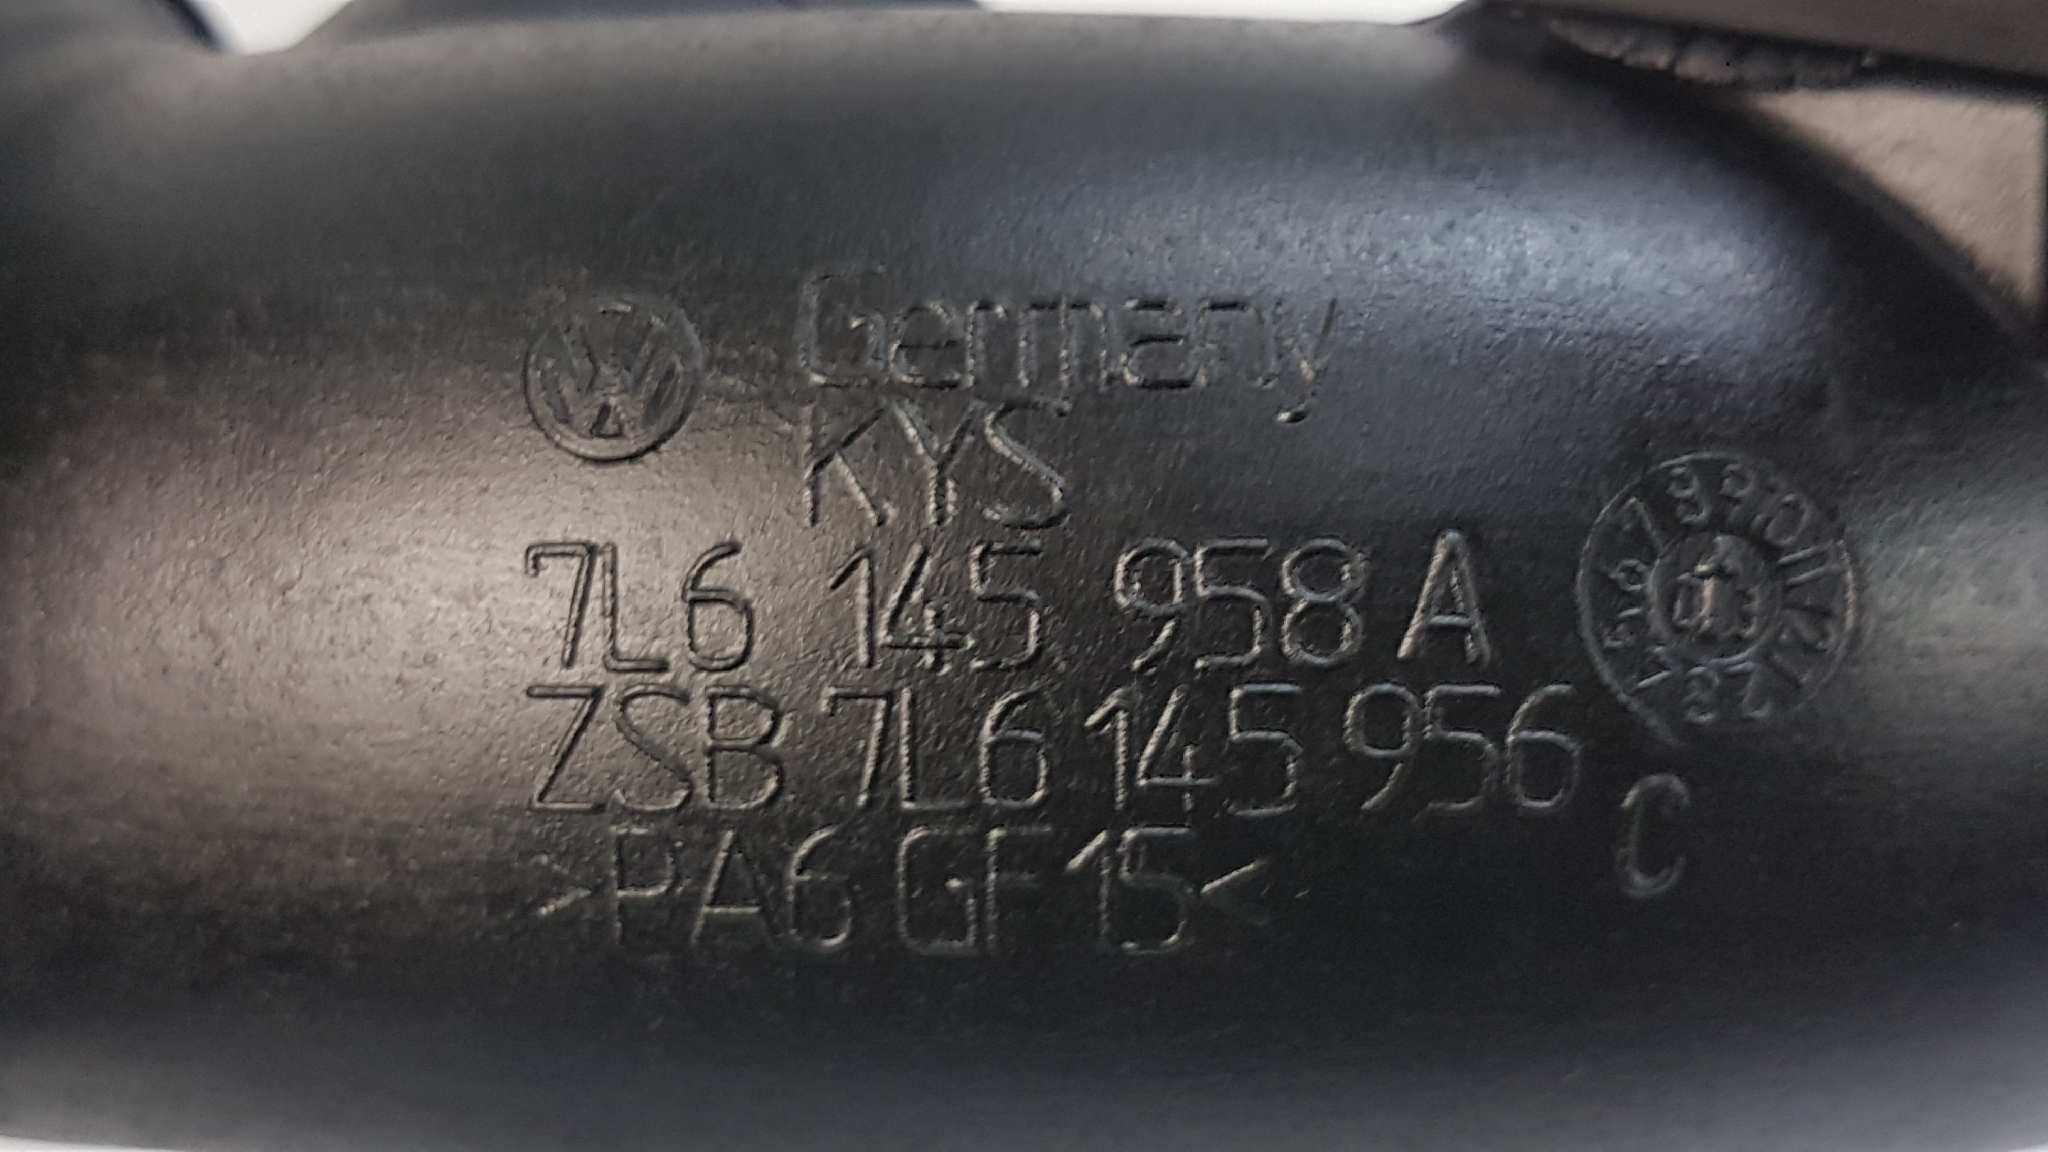 Germany
KYS
7L6 145 958 A
ZSB 7L6 145 956 C
>PA6 GF15<